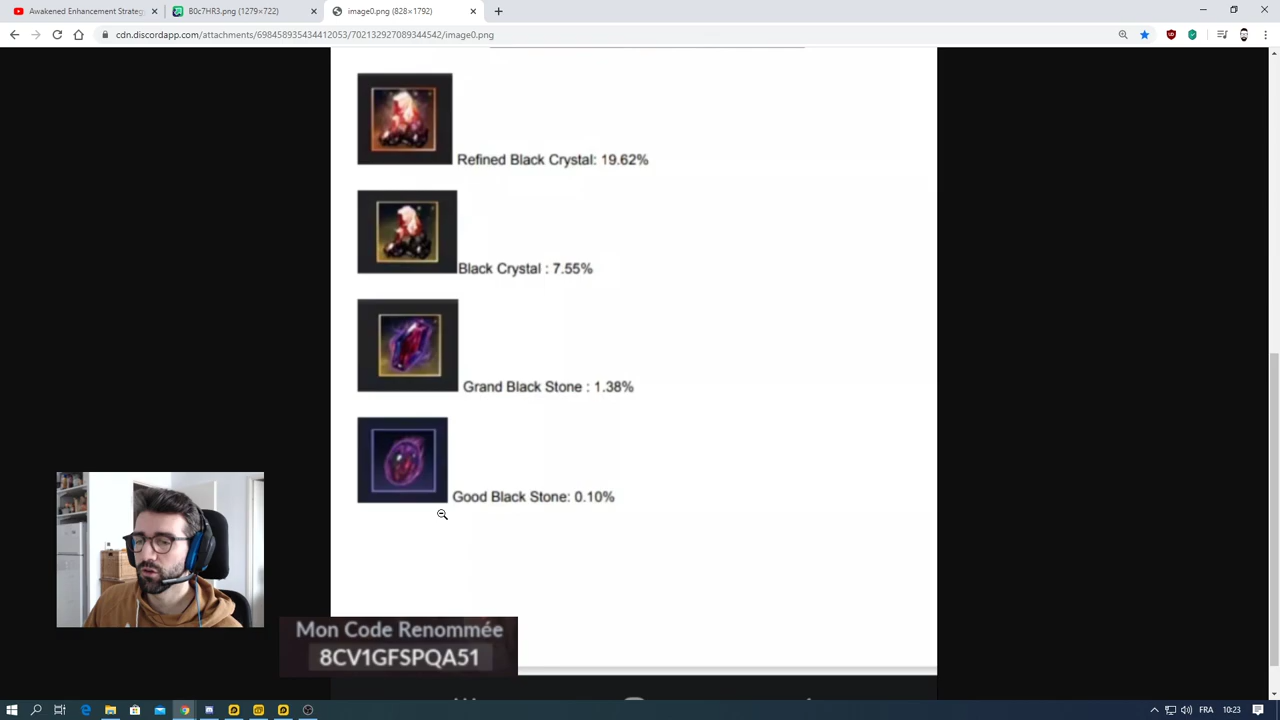 Awakened Enhancement Strateg
B0c7HR3.png (1279×722)
image0.png (828×1792)
cdn.discordapp.com/attachments/698458935434412053/702132927089344542/image0.png
Refined Black Crystal: 19.62%
Black Crystal : 7.55%
Grand Black Stone : 1.38%
Good Black Stone: 0.10%
Mon Code Renommée
8CV1GFSPQA51
FRA
10:23